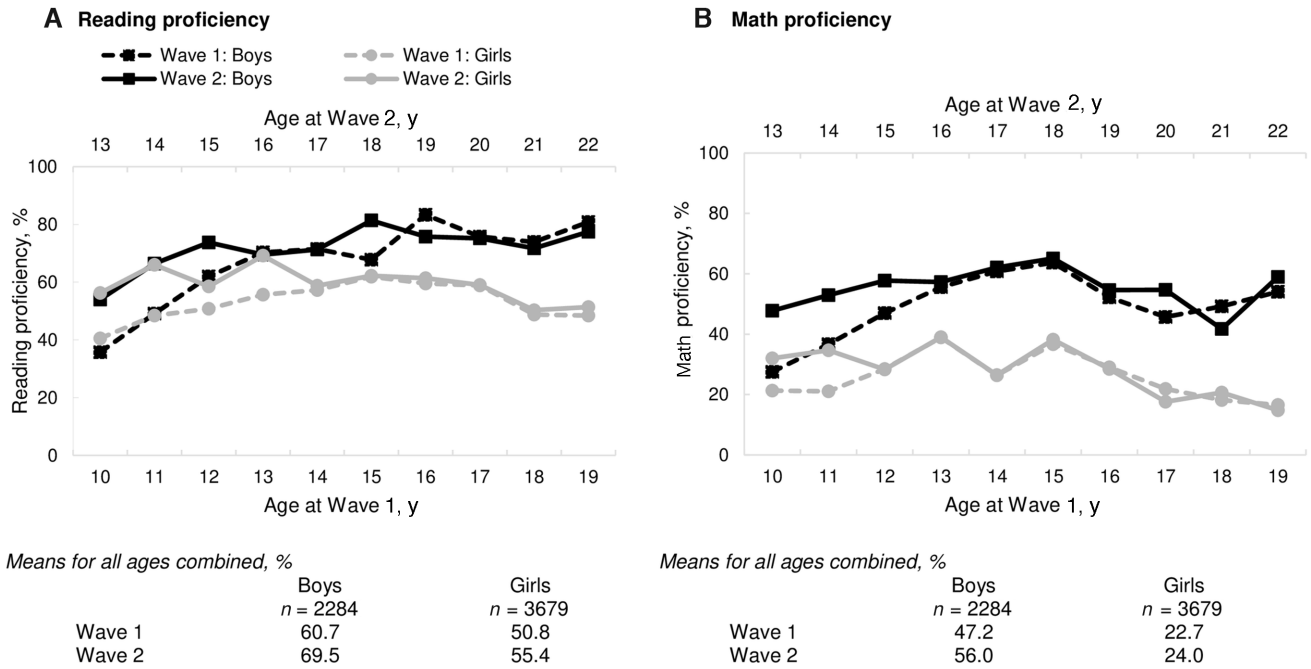 A Reading proficiency
Wave 1: Boys Wave 1: Girls
Wave 2: Boys Wave 2: Girls
Age at Wave 2, y
13 14 15 16 17 18 19 20 21 22
100
80
60
40
20
0
Reading proficiency, %
10 11 12 13 14 15 16 17 18 19
Age at Wave 1, y
Means for all ages combined, %
Boys Girls
n = 2284 n = 3679
Wave 1 60.7 50.8
Wave 2 69.5 55.4
B Math proficiency
Age at Wave 2, y
13 14 15 16 17 18 19 20 21 22
100
80
60
40
20
0
Math proficiency, %
10 11 12 13 14 15 16 17 18 19
Age at Wave 1, y
Means for all ages combined, %
Boys Girls
n = 2284 n = 3679
Wave 1 47.2 22.7
Wave 2 56.0 24.0